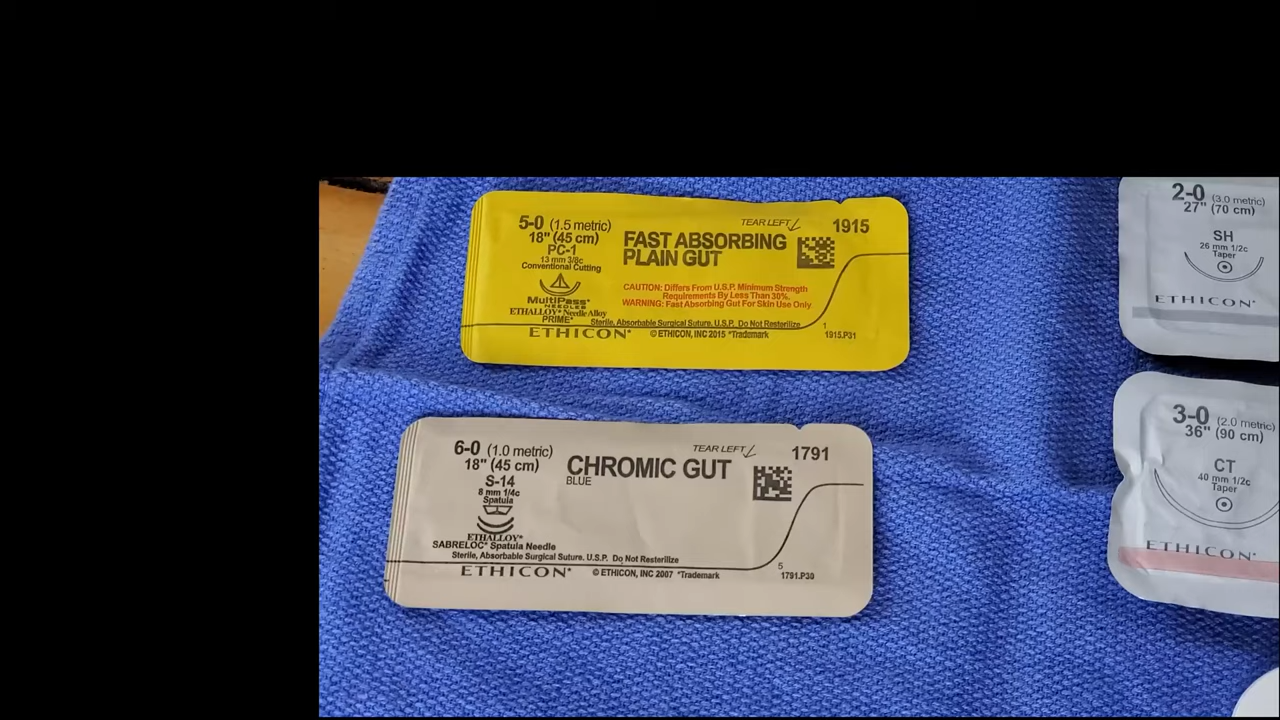 5-0 (1.5 metric)
18" (45 cm)
PC-1
13 mm 3/8c
Conventional Cutting
MultiPass*
NEEDLES
ETHALLOY* Needle Alloy
PRIME*
TEAR LEFT
1915
FAST ABSORBING
PLAIN GUT
CAUTION: Differs From U.S.P. Minimum Strength
Requirements By Less Than 30%.
WARNING: Fast Absorbing Gut For Skin Use Only
Sterile, Absorbable Surgical Suture, U.S.P. Do Not Resterilize
ETHICON* © ETHICON, INC 2015 *Trademark
1
1915.P31
6-0 (1.0 metric)
18" (45 cm)
S-14
8 mm 1/4c
Spatula
ETHALLOY*
SABRELOC* Spatula Needle
TEAR LEFT
1791
CHROMIC GUT
BLUE
Sterile, Absorbable Surgical Suture. U.S.P. Do Not Resterilize
ETHICON* © ETHICON, INC 2007 *Trademark
5
1791.P30
2-0 (3.0 metric)
27" (70 cm)
SH
26 mm 1/2c
Taper
ETHICON*
3-0 (2.0 metric)
36" (90 cm)
CT
40 mm 1/2c
Taper
ETHICON*